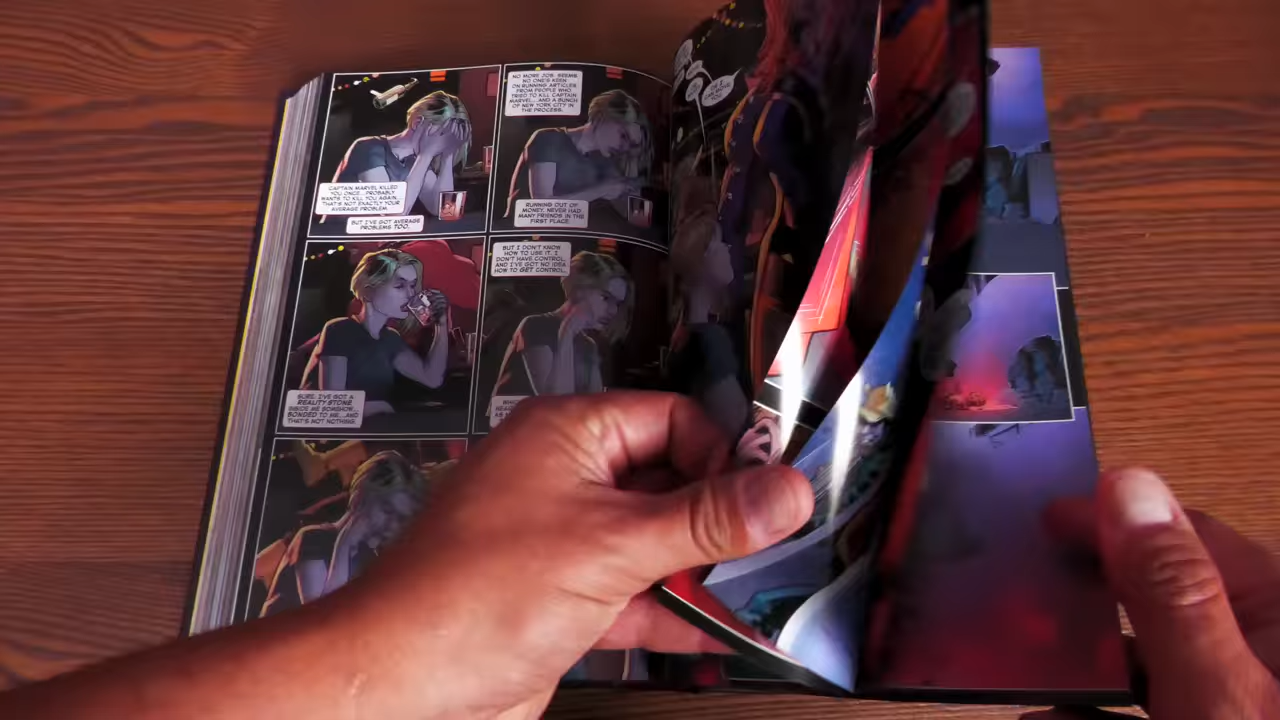 CAPTAIN MARVEL KILLED
YOU ONCE...PROBABLY
WANTS TO KILL YOU AGAIN...
THAT'S NOT EXACTLY YOUR
AVERAGE PROBLEM.
BUT I'VE GOT AVERAGE
PROBLEMS TOO.
NO MORE JOB. SEEMS
NO ONE'S KEEN
ON RUNNING ARTICLES
FROM PEOPLE WHO
TRIED TO KILL CAPTAIN
MARVEL...AND A BUNCH
OF NEW YORK CITY IN
THE PROCESS.
RUNNING OUT OF
MONEY. NEVER HAD
MANY FRIENDS IN THE
FIRST PLACE.
SURE, I'VE GOT A
REALITY STONE
INSIDE ME SOMEHOW...
BONDED TO ME...AND
THAT'S NOT NOTHING.
BUT I DON'T KNOW
HOW TO USE IT. I
DON'T HAVE CONTROL,
AND I'VE GOT NO IDEA
HOW TO GET CONTROL.